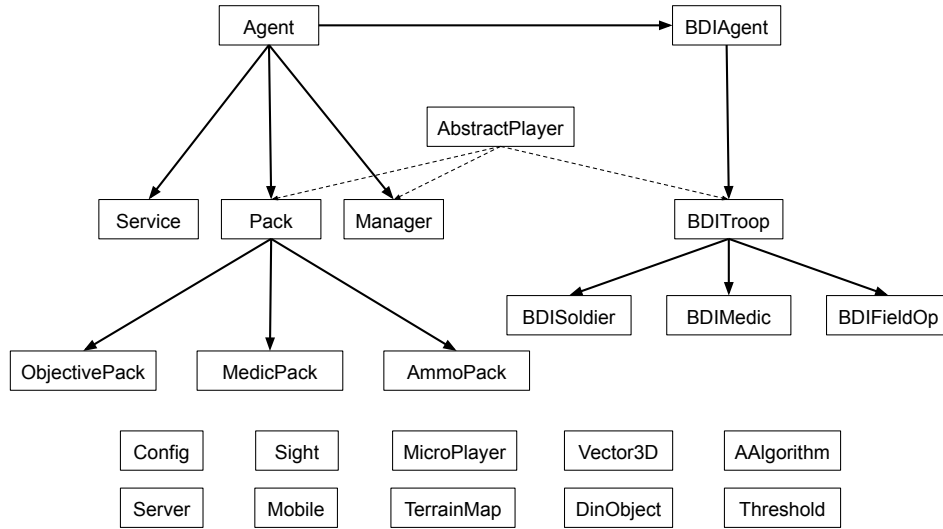 Agent
BDIAgent
AbstractPlayer
Service
Pack
Manager
BDITroop
BDISoldier
BDIMedic
BDIFieldOp
ObjectivePack
MedicPack
AmmoPack
Config
Sight
MicroPlayer
Vector3D
AAlgorithm
Server
Mobile
TerrainMap
DinObject
Threshold